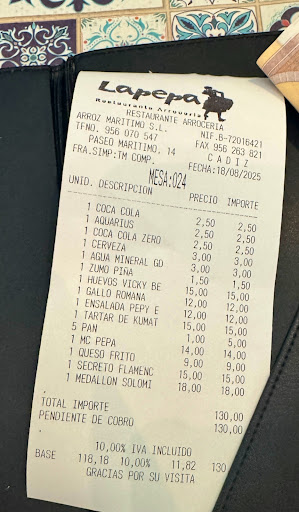 Lapepa
Restaurante Arrocería
RESTAURANTE ARROCERIA
ARROZ MARITIMO S.L. NIF.B-72016421
TFNO. 956 070 547 FAX 956 263 821
PASEO MARITIMO, 14 C A D I Z
FRA.SIMP:TM COMP. FECHA:18/08/2025
MESA:024
UNID. DESCRIPCION PRECIO IMPORTE
1 COCA COLA 2,50 2,50
1 AQUARIUS 2,50 2,50
1 COCA COLA ZERO 2,50 2,50
1 CERVEZA 3,00 3,00
1 AGUA MINERAL GD 3,00 3,00
1 ZUMO PIÑA 1,50 1,50
1 HUEVOS VICKY BE 15,00 15,00
1 GALLO ROMANA 12,00 12,00
1 ENSALADA PEPY E 12,00 12,00
1 TARTAR DE KUMAT 15,00 15,00
5 PAN 1,00 5,00
1 MC PEPA 14,00 14,00
1 QUESO FRITO 9,00 9,00
1 SECRETO FLAMENC 15,00 15,00
1 MEDALLON SOLOMI 18,00 18,00
TOTAL IMPORTE 130,00
PENDIENTE DE COBRO 130,00
10,00% IVA INCLUIDO
BASE 118,18 10,00% 11,82 130
GRACIAS POR SU VISITA